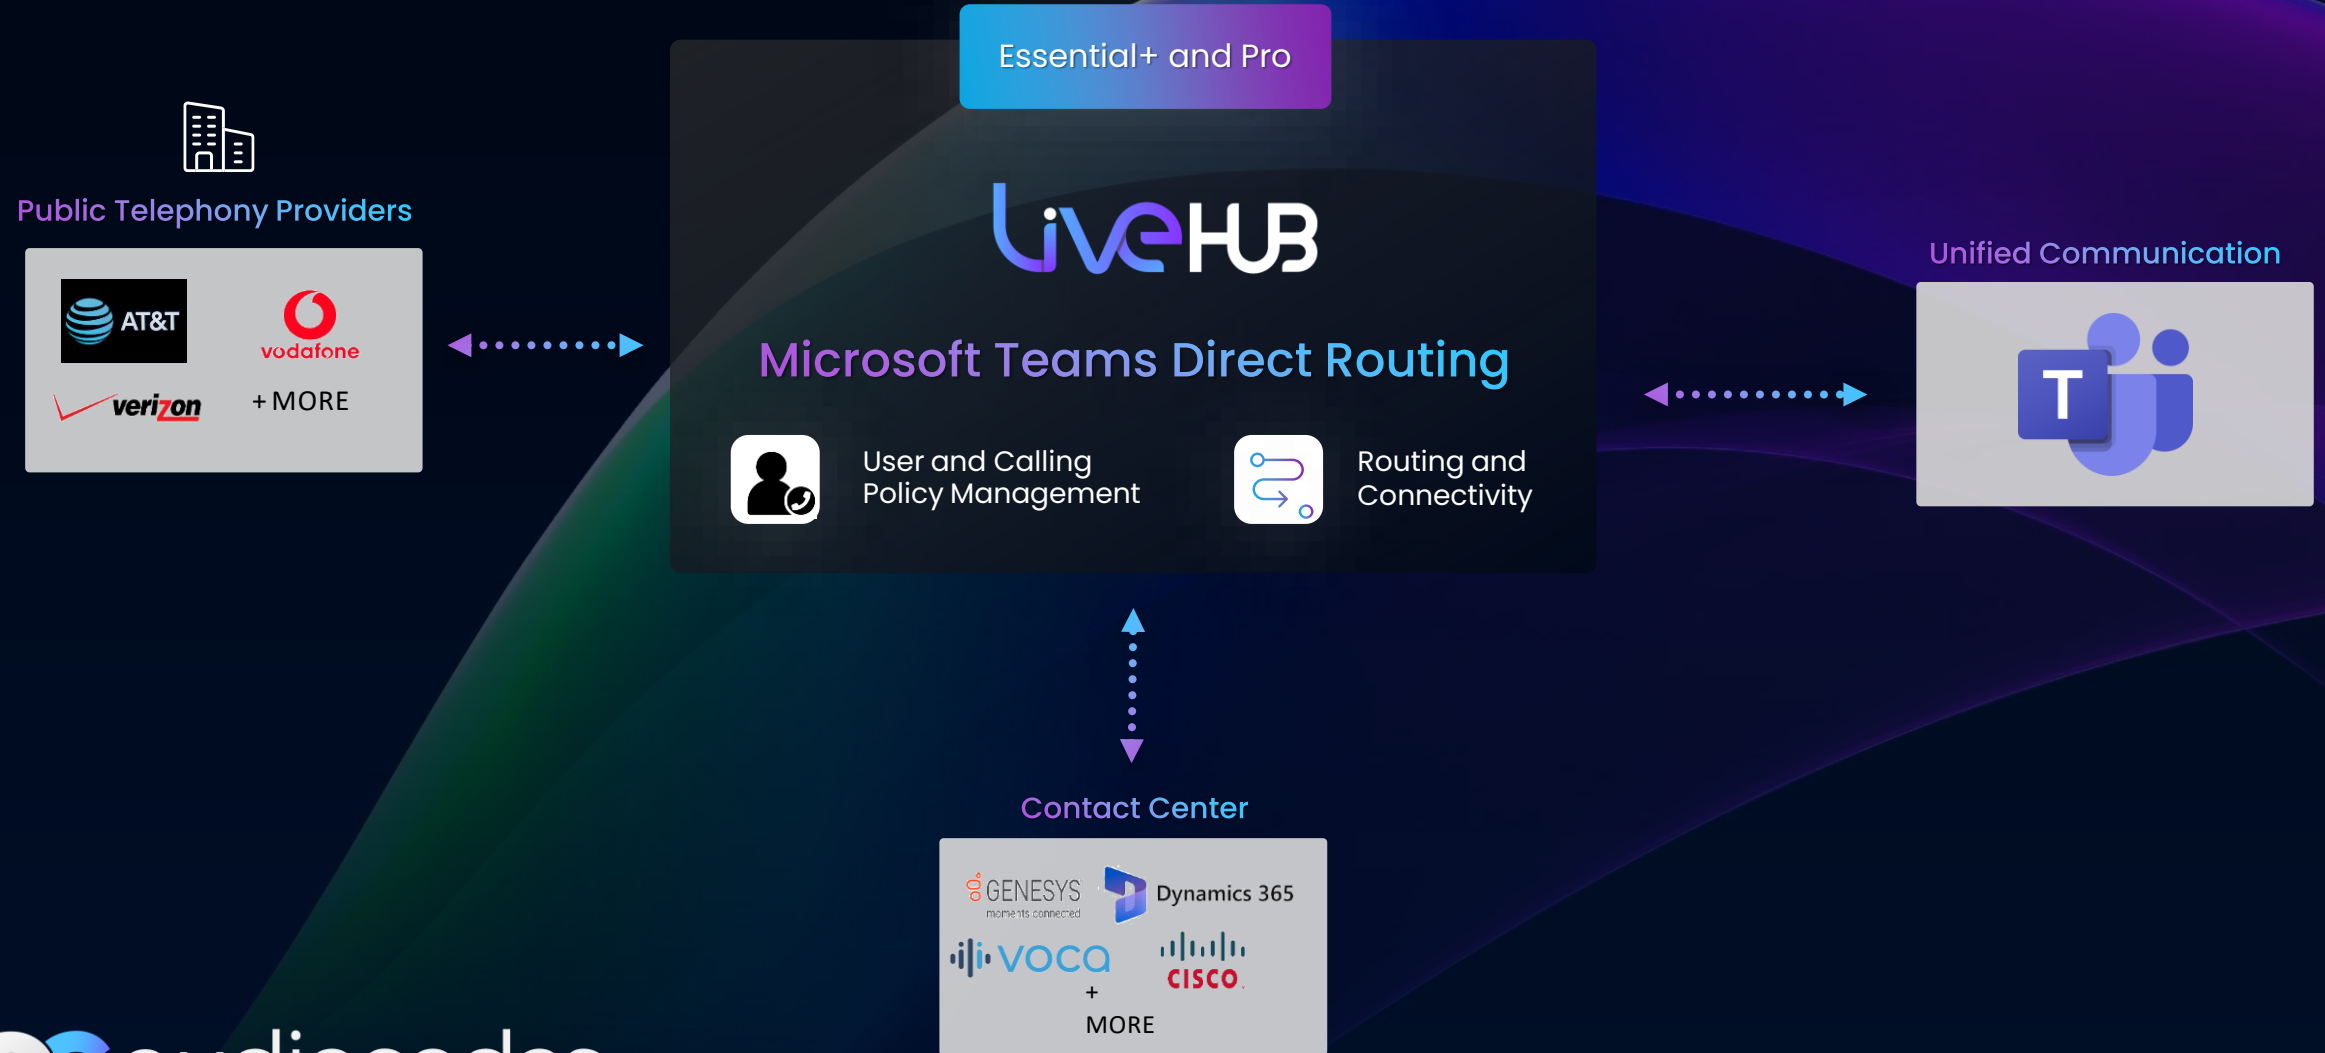 Essential+ and Pro
LiveHUB
Microsoft Teams Direct Routing
User and Calling
Policy Management
Routing and
Connectivity
Public Telephony Providers
AT&T
vodafone
verizon
+ MORE
Unified Communication
T
Contact Center
GENESYS
moments connected
Dynamics 365
voca
CISCO
+
MORE
audiocodes